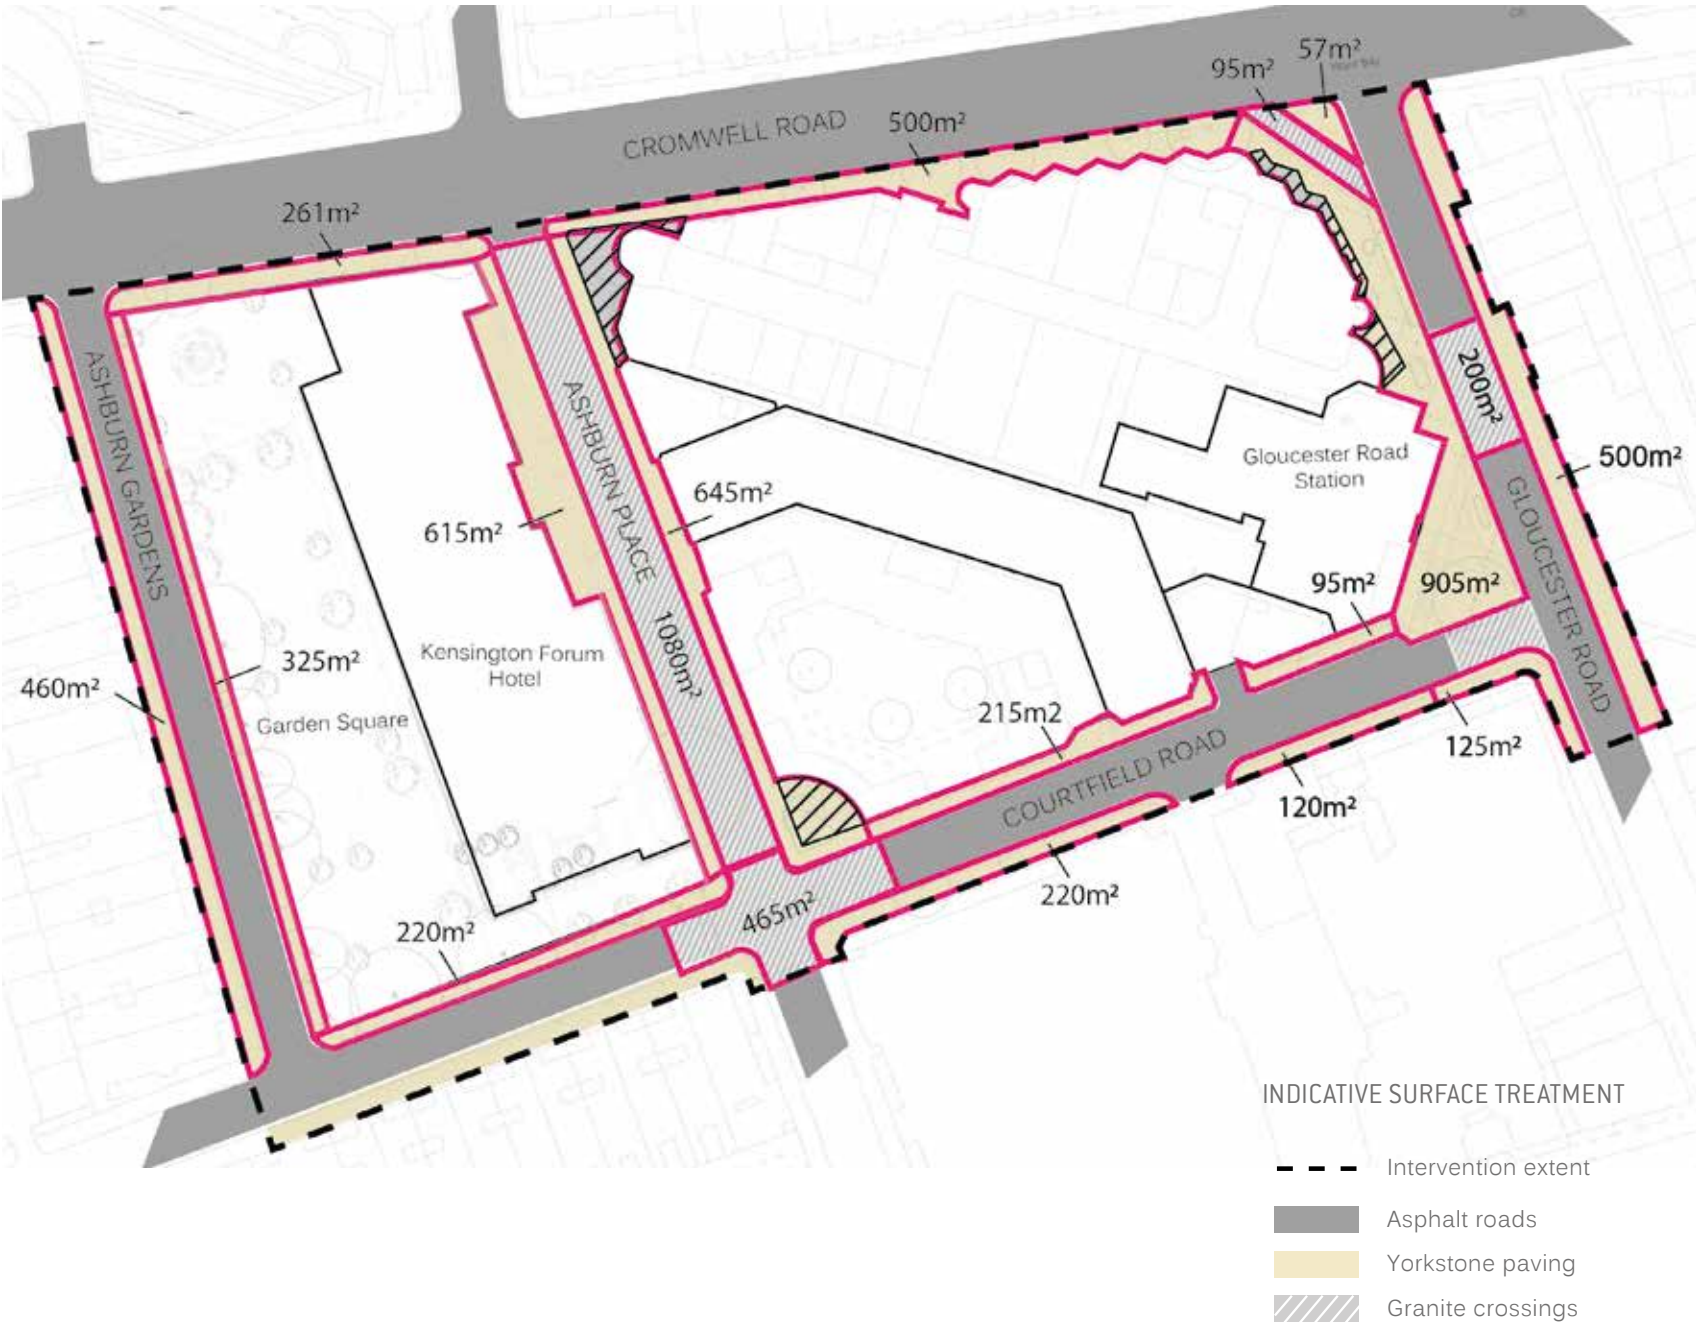 57m²
95m²
CROMWELL ROAD
500m²
261m²
ASHBURN GARDENS
ASHBURN PLACE
200m²
Gloucester Road
Station
500m²
645m²
615m²
GLOUCESTER ROAD
95m²
905m²
1080m²
Kensington Forum
Hotel
325m²
460m²
Garden Square
215m2
COURTFIELD ROAD
125m²
120m²
220m²
465m²
220m²
INDICATIVE SURFACE TREATMENT
Intervention extent
Asphalt roads
Yorkstone paving
Granite crossings